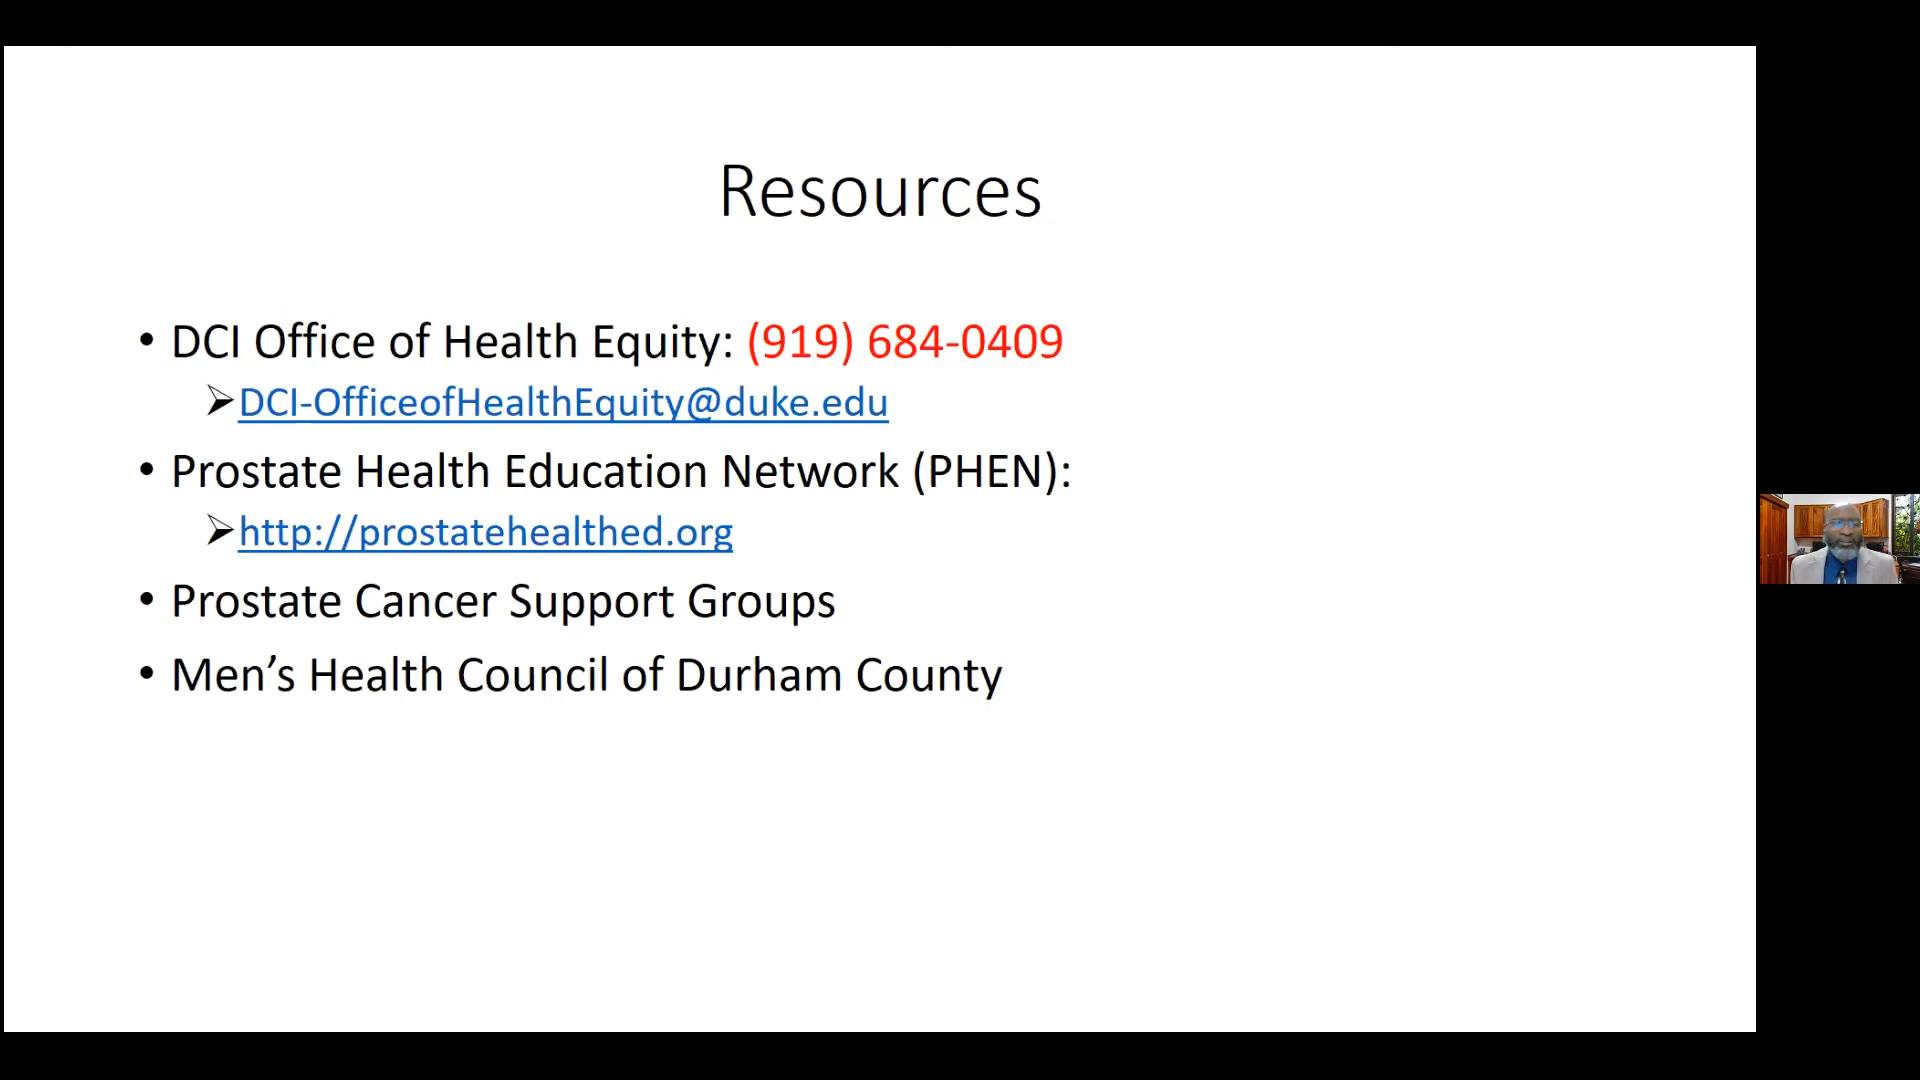 Resources
• DCI Office of Health Equity: (919) 684-0409
➢DCI-OfficeofHealthEquity@duke.edu
• Prostate Health Education Network (PHEN):
➢http://prostatehealthed.org
• Prostate Cancer Support Groups
• Men’s Health Council of Durham County